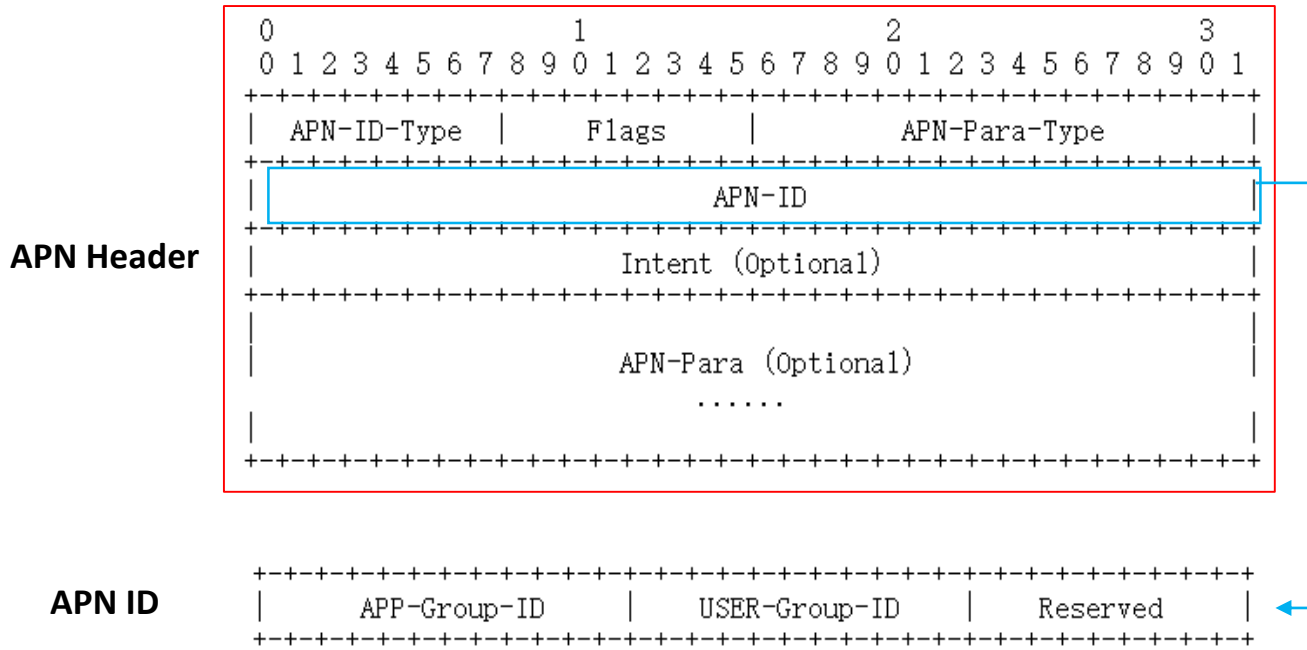 0                   1                   2                   3
0 1 2 3 4 5 6 7 8 9 0 1 2 3 4 5 6 7 8 9 0 1 2 3 4 5 6 7 8 9 0 1
+-+-+-+-+-+-+-+-+-+-+-+-+-+-+-+-+-+-+-+-+-+-+-+-+-+-+-+-+-+-+-+-+
|  APN-ID-Type  |     Flags     |         APN-Para-Type         |
+-+-+-+-+-+-+-+-+-+-+-+-+-+-+-+-+-+-+-+-+-+-+-+-+-+-+-+-+-+-+-+-+
|                             APN-ID                            |
+-+-+-+-+-+-+-+-+-+-+-+-+-+-+-+-+-+-+-+-+-+-+-+-+-+-+-+-+-+-+-+-+
APN Header
|                       Intent (Optional)                       |
+-+-+-+-+-+-+-+-+-+-+-+-+-+-+-+-+-+-+-+-+-+-+-+-+-+-+-+-+-+-+-+-+
|                                                               |
|                       APN-Para (Optional)                     |
......
|                                                               |
+-+-+-+-+-+-+-+-+-+-+-+-+-+-+-+-+-+-+-+-+-+-+-+-+-+-+-+-+-+-+-+-+
+-+-+-+-+-+-+-+-+-+-+-+-+-+-+-+-+-+-+-+-+-+-+-+-+-+-+-+-+-+-+-+-+
APN ID
|      APP-Group-ID     |    USER-Group-ID    |    Reserved     |
+-+-+-+-+-+-+-+-+-+-+-+-+-+-+-+-+-+-+-+-+-+-+-+-+-+-+-+-+-+-+-+-+